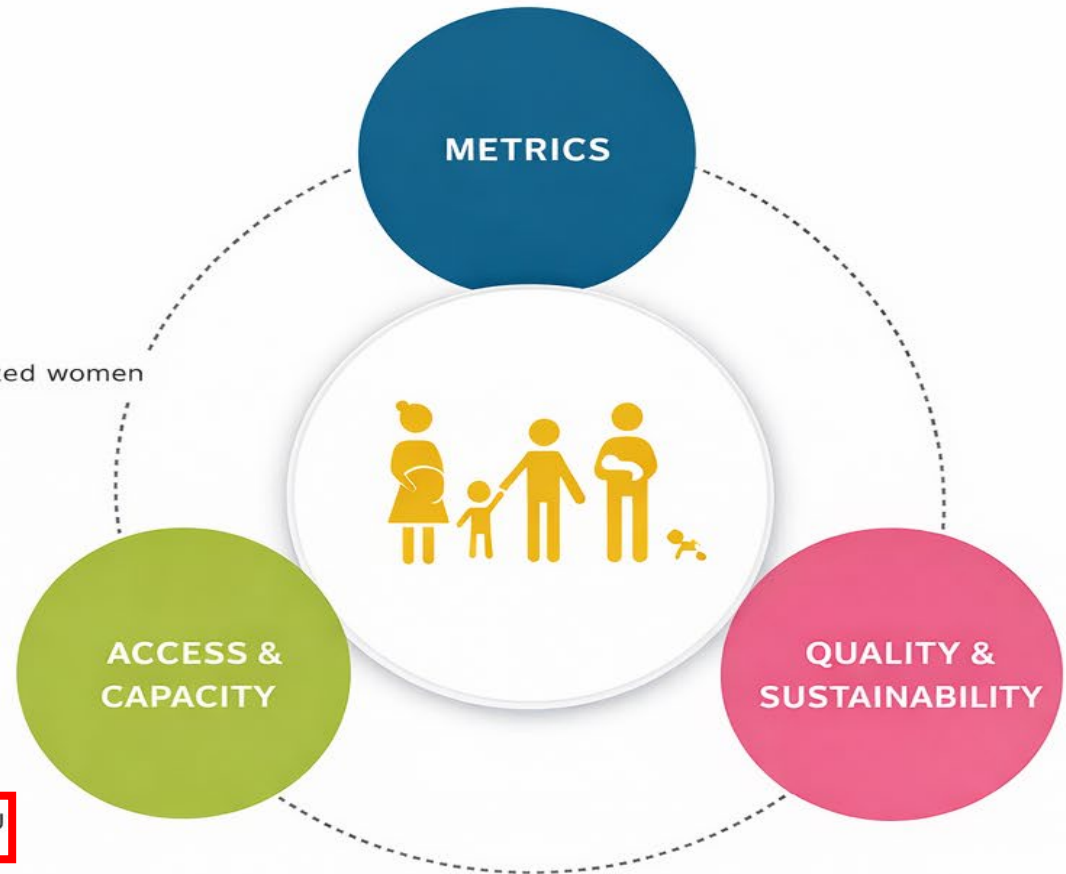 METRICS
ed women
ACCESS &
CAPACITY
QUALITY &
SUSTAINABILITY